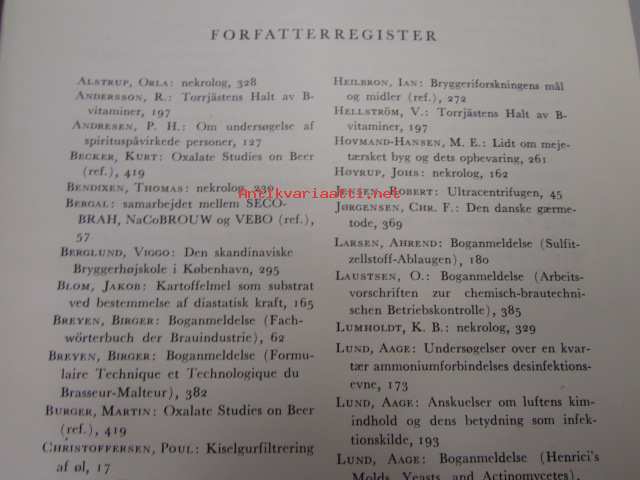 FORFATTERREGISTER
ALSTRUP, ORLA: nekrolog, 328
ANDERSSON, R.: Torrjästens Halt av B-
vitaminer, 197
ANDRESEN, P. H.: Om undersøgelse af
spirituspåvirkede personer, 127
BECKER, KURT: Oxalate Studies on Beer
(ref.), 419
BENDIXEN, THOMAS: nekrolog,
BERGAL: samarbejdet mellem SECO-
BRAH, NaCoBROUW og VEBO (ref.),
57
BERGLUND, VIGGO: Den skandinaviske
Bryggerhøjskole i København, 295
BLOM, JAKOB: Kartoffelmel som substrat
ved bestemmelse af diastatisk kraft, 165
BREYEN, BIRGER: Boganmeldelse (Fach-
wörterbuch der Brauindustrie), 62
BREYEN, BIRGER: Boganmeldelse (Formu-
laire Technique et Technologique du
Brasseur-Malteur), 382
BURGER, MARTIN: Oxalate Studies on Beer
(ref.), 419
CHRISTOFFERSEN, POUL: Kiselgurfiltrering
af øl, 17
HEILBRON, IAN: Bryggeriforskningens mål
og midler (ref.), 272
HELLSTRÖM, V.: Torrjästens Halt av B-
vitaminer, 197
HOVMAND-HANSEN, M. E.: Lidt om meje-
tærsket byg og dets opbevaring, 261
HØYRUP, JOHS: nekrolog, 162
JENSEN, ROBERT: Ultracentrifugen, 45
JØRGENSEN, CHR. F.: Den danske gærme-
tode, 369
LARSEN, AHREND: Boganmeldelse (Sulfit-
zellstoff-Ablaugen), 180
LAUSTSEN, O.: Boganmeldelse (Arbeits-
vorschriften zur chemisch-brautechni-
schen Betriebskontrolle), 385
LUMHOLDT, K. B.: nekrolog, 329
LUND, AAGE: Undersøgelser over en kvar-
tær ammoniumforbindelses desinfektions-
evne, 173
LUND, AAGE: Anskuelser om luftens kim-
indhold og dens betydning som infek-
tionskilde, 193
LUND, AAGE: Boganmeldelse (Henrici's
Molds, Yeasts, and Actinomycetes),
Antikvariaatti.net